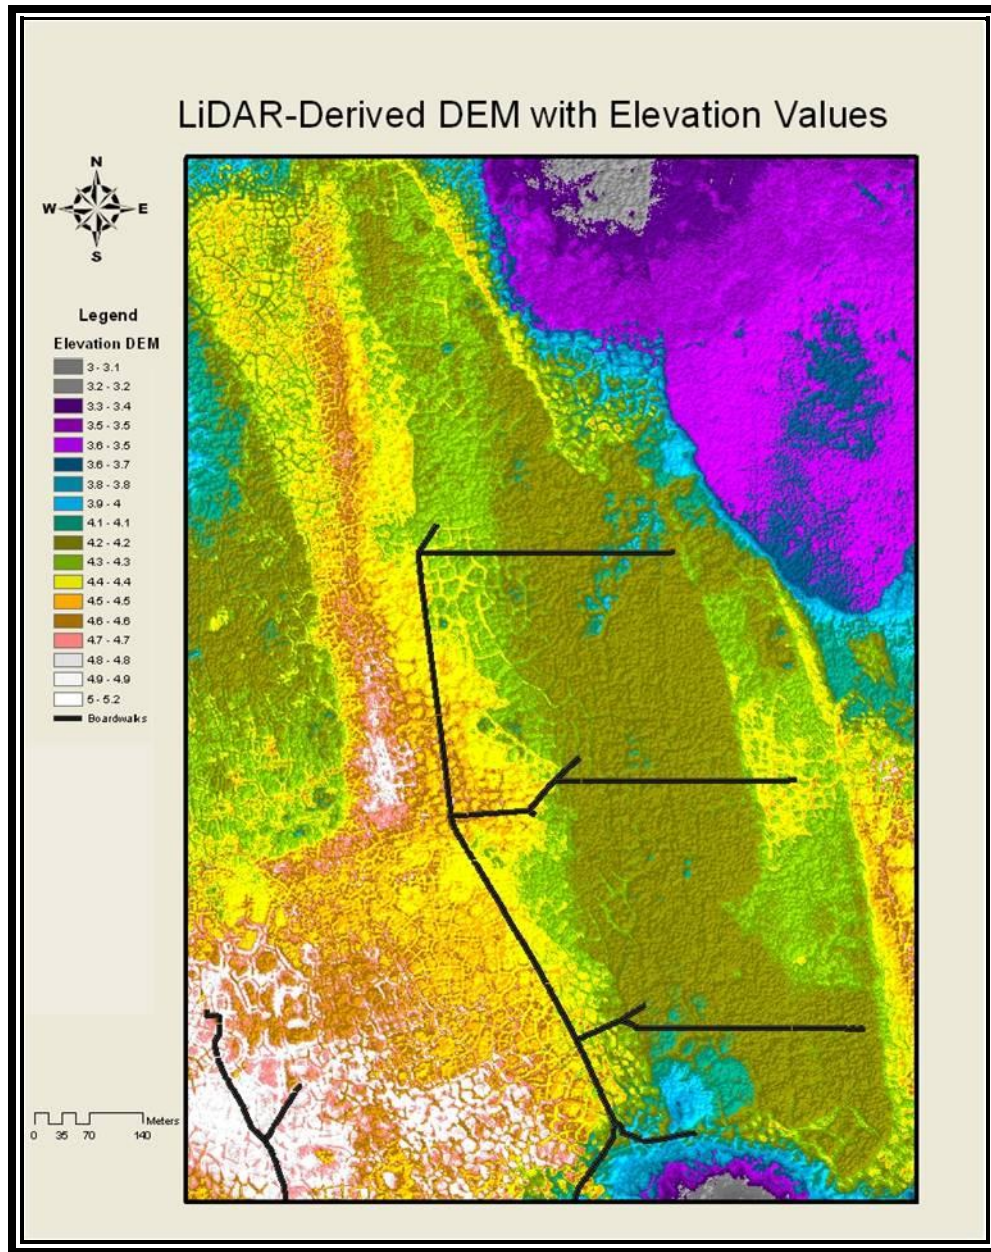 LiDAR-Derived DEM with Elevation Values
N
W E
S
Legend
Elevation DEM
3 - 3.1
3.2 - 3.2
3.3 - 3.4
3.5 - 3.5
3.6 - 3.5
3.6 - 3.7
3.8 - 3.8
3.9 - 4
4.1 - 4.1
4.2 - 4.2
4.3 - 4.3
4.4 - 4.4
4.5 - 4.5
4.6 - 4.6
4.7 - 4.7
4.8 - 4.8
4.9 - 4.9
5 - 5.2
Boardwalks
Meters
0 35 70 140